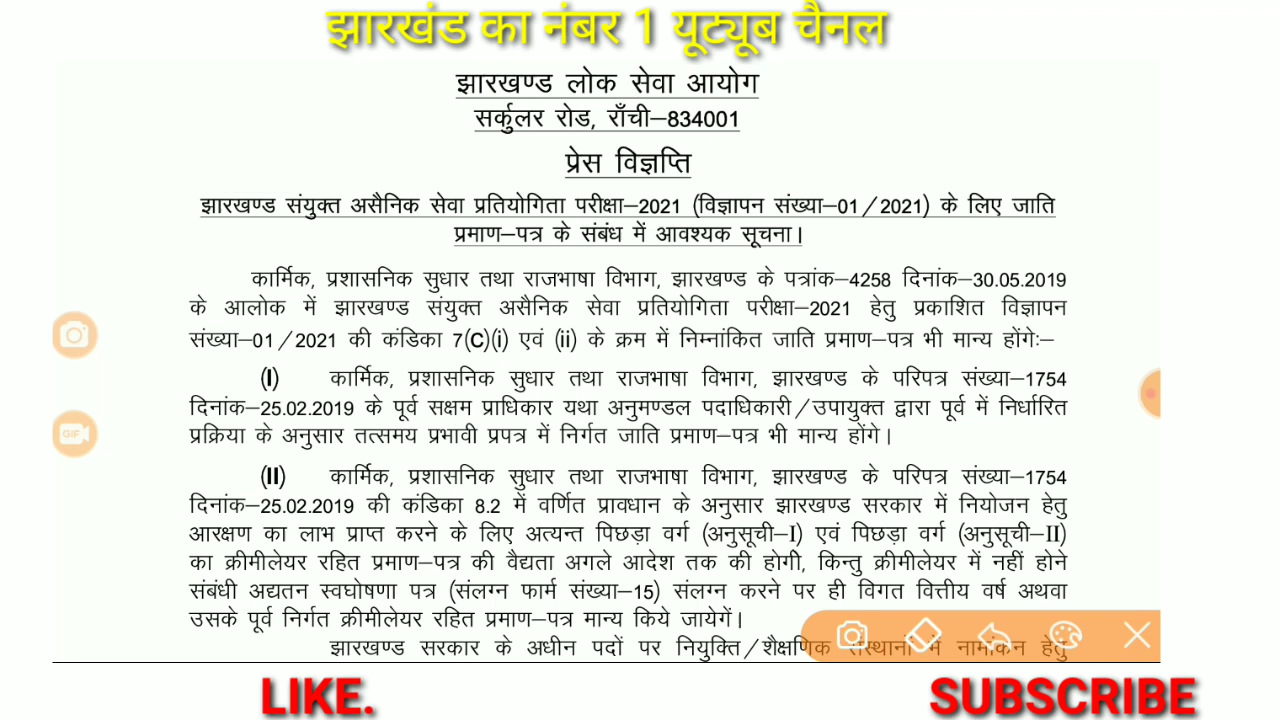 झारखंड का नंबर 1 यूट्यूब चैनल
झारखण्ड लोक सेवा आयोग
सर्कुलर रोड, राँची–834001
प्रेस विज्ञप्ति
झारखण्ड संयुक्त असैनिक सेवा प्रतियोगिता परीक्षा–2021 (विज्ञापन संख्या–01/2021) के लिए जाति
प्रमाण–पत्र के संबंध में आवश्यक सूचना।
कार्मिक, प्रशासनिक सुधार तथा राजभाषा विभाग, झारखण्ड के पत्रांक–4258 दिनांक–30.05.2019
के आलोक में झारखण्ड संयुक्त असैनिक सेवा प्रतियोगिता परीक्षा–2021 हेतु प्रकाशित विज्ञापन
संख्या–01/2021 की कंडिका 7(C)(i) एवं (ii) के क्रम में निम्नांकित जाति प्रमाण–पत्र भी मान्य होंगेः–
(I) कार्मिक, प्रशासनिक सुधार तथा राजभाषा विभाग, झारखण्ड के परिपत्र संख्या–1754
दिनांक–25.02.2019 के पूर्व सक्षम प्राधिकार यथा अनुमण्डल पदाधिकारी/उपायुक्त द्वारा पूर्व में निर्धारित
प्रक्रिया के अनुसार तत्समय प्रभावी प्रपत्र में निर्गत जाति प्रमाण–पत्र भी मान्य होंगे।
(II) कार्मिक, प्रशासनिक सुधार तथा राजभाषा विभाग, झारखण्ड के परिपत्र संख्या–1754
दिनांक–25.02.2019 की कंडिका 8.2 में वर्णित प्रावधान के अनुसार झारखण्ड सरकार में नियोजन हेतु
आरक्षण का लाभ प्राप्त करने के लिए अत्यन्त पिछड़ा वर्ग (अनुसूची–I) एवं पिछड़ा वर्ग (अनुसूची–II)
का क्रीमीलेयर रहित प्रमाण–पत्र की वैद्यता अगले आदेश तक की होगी, किन्तु क्रीमीलेयर में नहीं होने
संबंधी अद्यतन स्वघोषणा पत्र (संलग्न फार्म संख्या–15) संलग्न करने पर ही विगत वित्तीय वर्ष अथवा
उसके पूर्व निर्गत क्रीमीलेयर रहित प्रमाण–पत्र मान्य किये जायेगें।
झारखण्ड सरकार के अधीन पदों पर नियुक्ति/शैक्षणिक संस्थानों में नामांकन हेतु
GIF
LIKE.
SUBSCRIBE